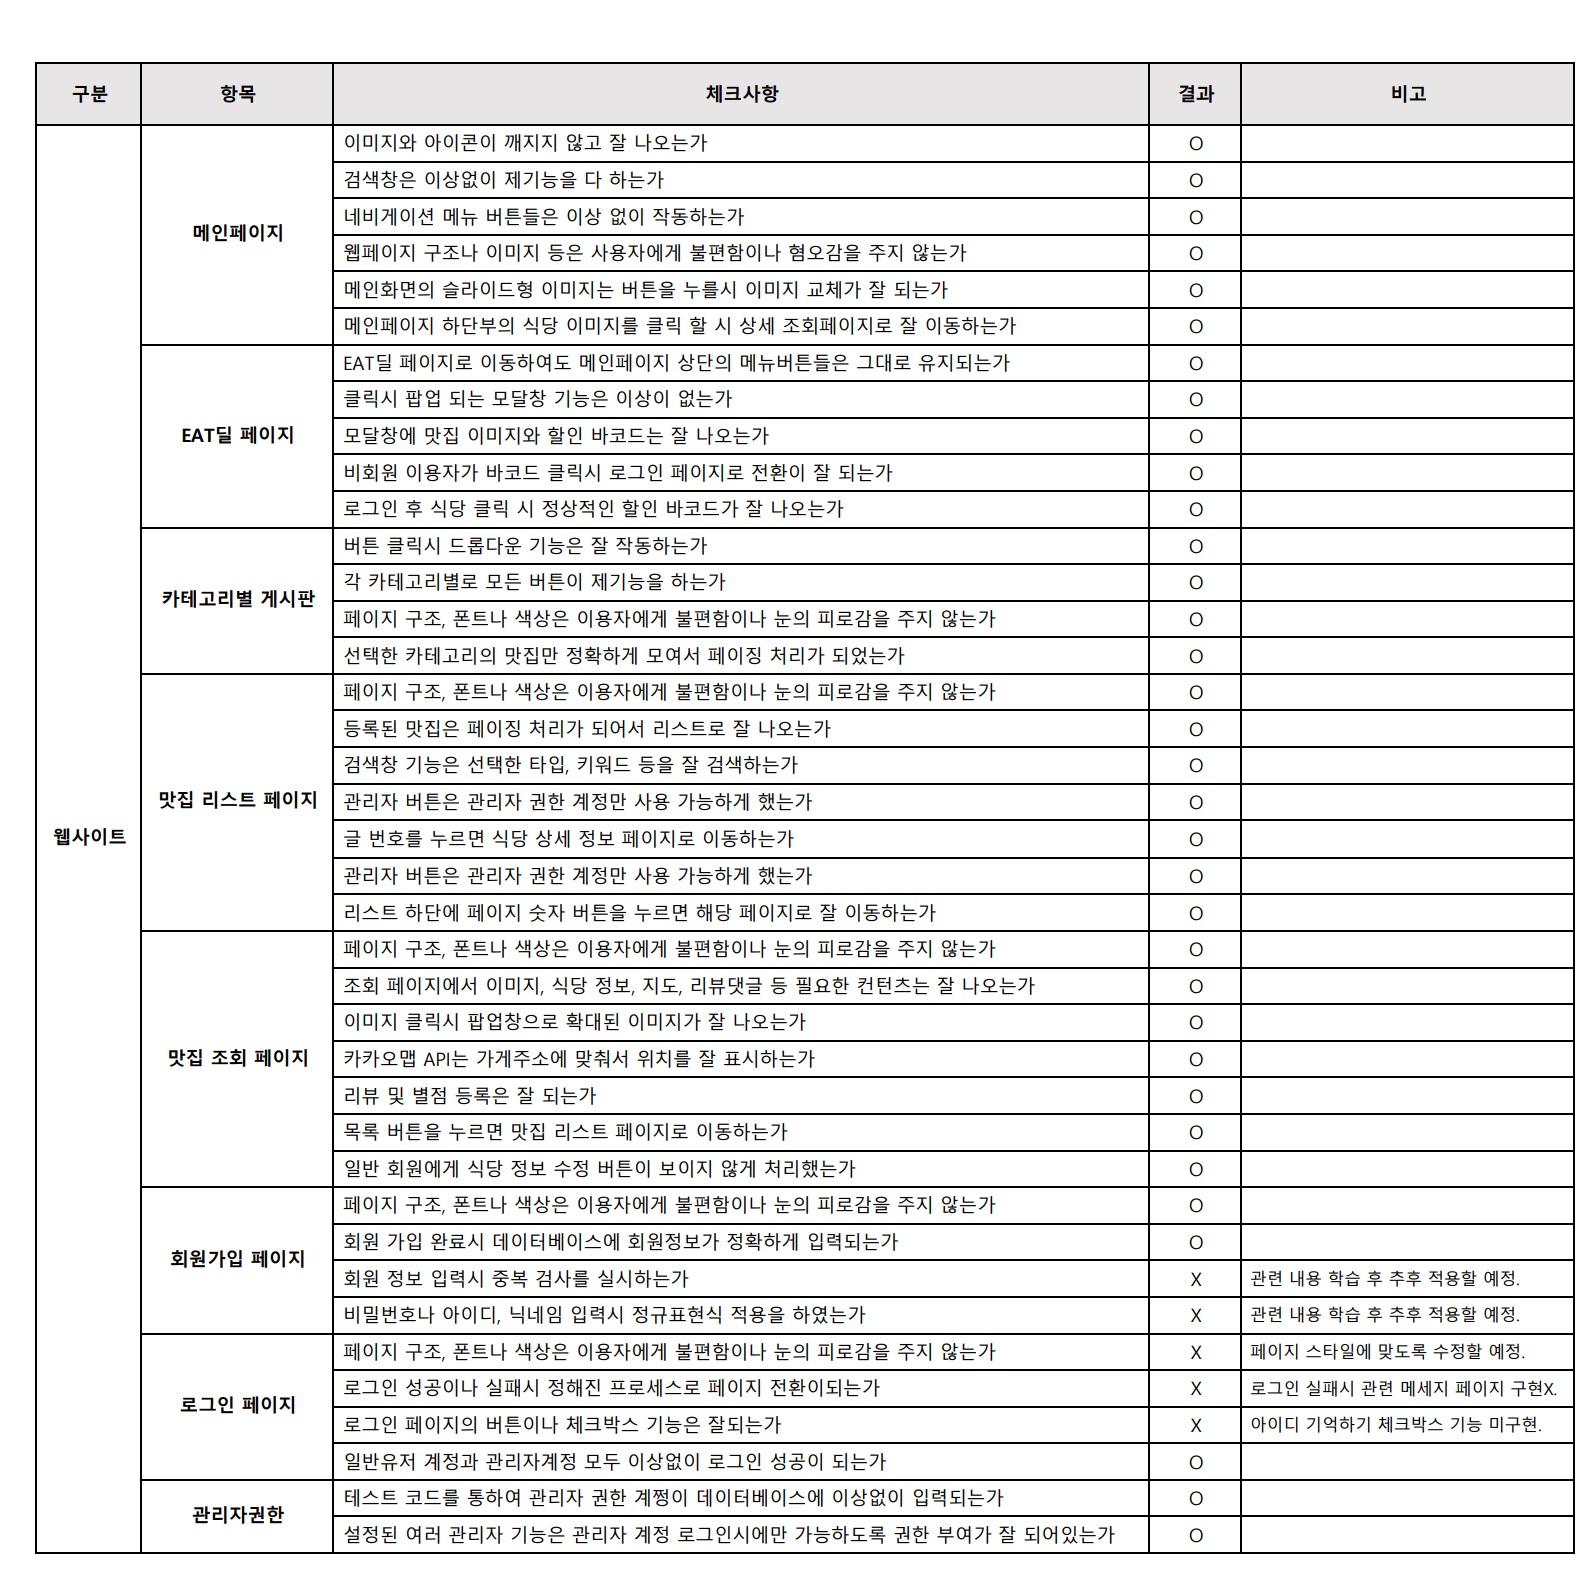 구분 항목 체크사항 결과 비고
웹사이트
메인페이지
이미지와 아이콘이 깨지지 않고 잘 나오는가 O
검색창은 이상없이 제기능을 다 하는가 O
네비게이션 메뉴 버튼들은 이상 없이 작동하는가 O
웹페이지 구조나 이미지 등은 사용자에게 불편함이나 혐오감을 주지 않는가 O
메인화면의 슬라이드형 이미지는 버튼을 누를시 이미지 교체가 잘 되는가 O
메인페이지 하단부의 식당 이미지를 클릭 할 시 상세 조회페이지로 잘 이동하는가 O
EAT딜 페이지
EAT딜 페이지로 이동하여도 메인페이지 상단의 메뉴버튼들은 그대로 유지되는가 O
클릭시 팝업 되는 모달창 기능은 이상이 없는가 O
모달창에 맛집 이미지와 할인 바코드는 잘 나오는가 O
비회원 이용자가 바코드 클릭시 로그인 페이지로 전환이 잘 되는가 O
로그인 후 식당 클릭 시 정상적인 할인 바코드가 잘 나오는가 O
카테고리별 게시판
버튼 클릭시 드롭다운 기능은 잘 작동하는가 O
각 카테고리별로 모든 버튼이 제기능을 하는가 O
페이지 구조, 폰트나 색상은 이용자에게 불편함이나 눈의 피로감을 주지 않는가 O
선택한 카테고리의 맛집만 정확하게 모여서 페이징 처리가 되었는가 O
맛집 리스트 페이지
페이지 구조, 폰트나 색상은 이용자에게 불편함이나 눈의 피로감을 주지 않는가 O
등록된 맛집은 페이징 처리가 되어서 리스트로 잘 나오는가 O
검색창 기능은 선택한 타입, 키워드 등을 잘 검색하는가 O
관리자 버튼은 관리자 권한 계정만 사용 가능하게 했는가 O
글 번호를 누르면 식당 상세 정보 페이지로 이동하는가 O
관리자 버튼은 관리자 권한 계정만 사용 가능하게 했는가 O
리스트 하단에 페이지 숫자 버튼을 누르면 해당 페이지로 잘 이동하는가 O
맛집 조회 페이지
페이지 구조, 폰트나 색상은 이용자에게 불편함이나 눈의 피로감을 주지 않는가 O
조회 페이지에서 이미지, 식당 정보, 지도, 리뷰댓글 등 필요한 컨턴츠는 잘 나오는가 O
이미지 클릭시 팝업창으로 확대된 이미지가 잘 나오는가 O
카카오맵 API는 가게주소에 맞춰서 위치를 잘 표시하는가 O
리뷰 및 별점 등록은 잘 되는가 O
목록 버튼을 누르면 맛집 리스트 페이지로 이동하는가 O
일반 회원에게 식당 정보 수정 버튼이 보이지 않게 처리했는가 O
회원가입 페이지
페이지 구조, 폰트나 색상은 이용자에게 불편함이나 눈의 피로감을 주지 않는가 O
회원 가입 완료시 데이터베이스에 회원정보가 정확하게 입력되는가 O
회원 정보 입력시 중복 검사를 실시하는가 X 관련 내용 학습 후 추후 적용할 예정.
비밀번호나 아이디, 닉네임 입력시 정규표현식 적용을 하였는가 X 관련 내용 학습 후 추후 적용할 예정.
로그인 페이지
페이지 구조, 폰트나 색상은 이용자에게 불편함이나 눈의 피로감을 주지 않는가 X 페이지 스타일에 맞도록 수정할 예정.
로그인 성공이나 실패시 정해진 프로세스로 페이지 전환이되는가 X 로그인 실패시 관련 메세지 페이지 구현X.
로그인 페이지의 버튼이나 체크박스 기능은 잘되는가 X 아이디 기억하기 체크박스 기능 미구현.
일반유저 계정과 관리자계정 모두 이상없이 로그인 성공이 되는가 O
관리자권한
테스트 코드를 통하여 관리자 권한 계쩡이 데이터베이스에 이상없이 입력되는가 O
설정된 여러 관리자 기능은 관리자 계정 로그인시에만 가능하도록 권한 부여가 잘 되어있는가 O